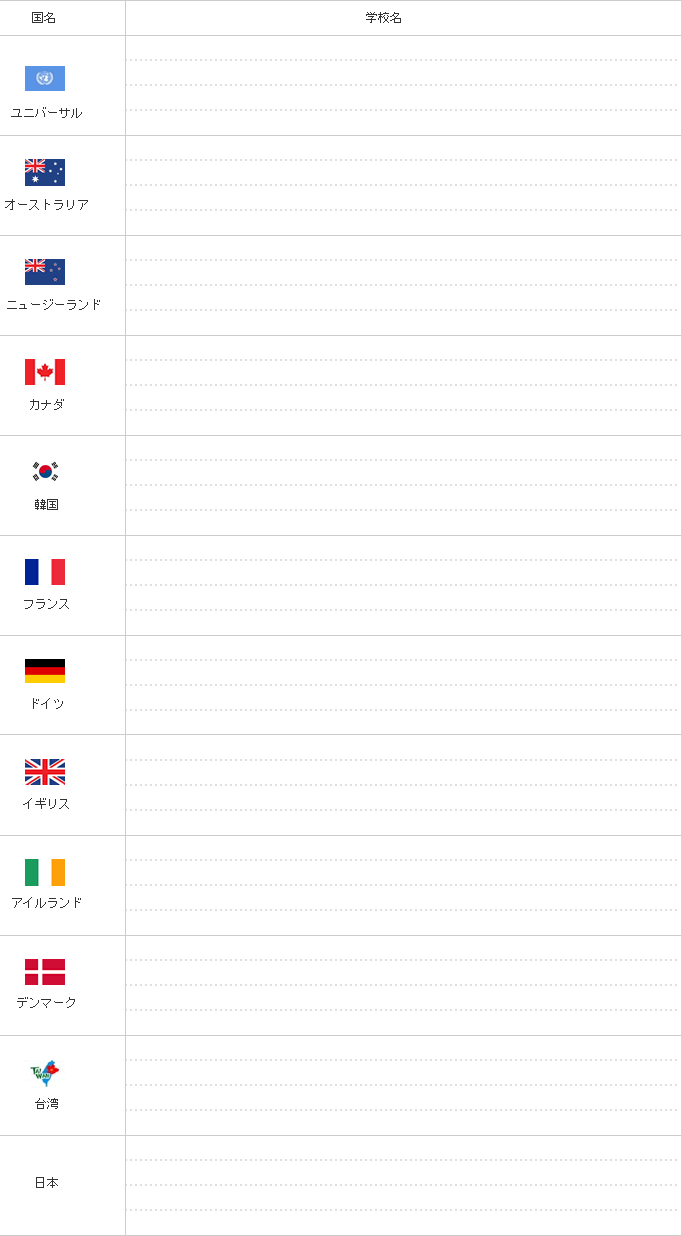 国名 学校名
ユニバーサル
オーストラリア
ニュージーランド
カナダ
韓国
フランス
ドイツ
イギリス
アイルランド
デンマーク
TAIWAN
台湾
日本